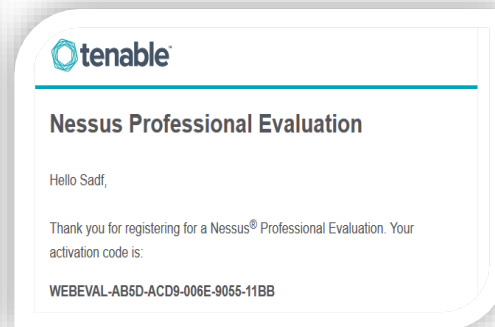 tenable
Nessus Professional Evaluation
Hello Sadf,
Thank you for registering for a Nessus® Professional Evaluation. Your
activation code is:
WEBEVAL-AB5D-ACD9-006E-9055-11BB